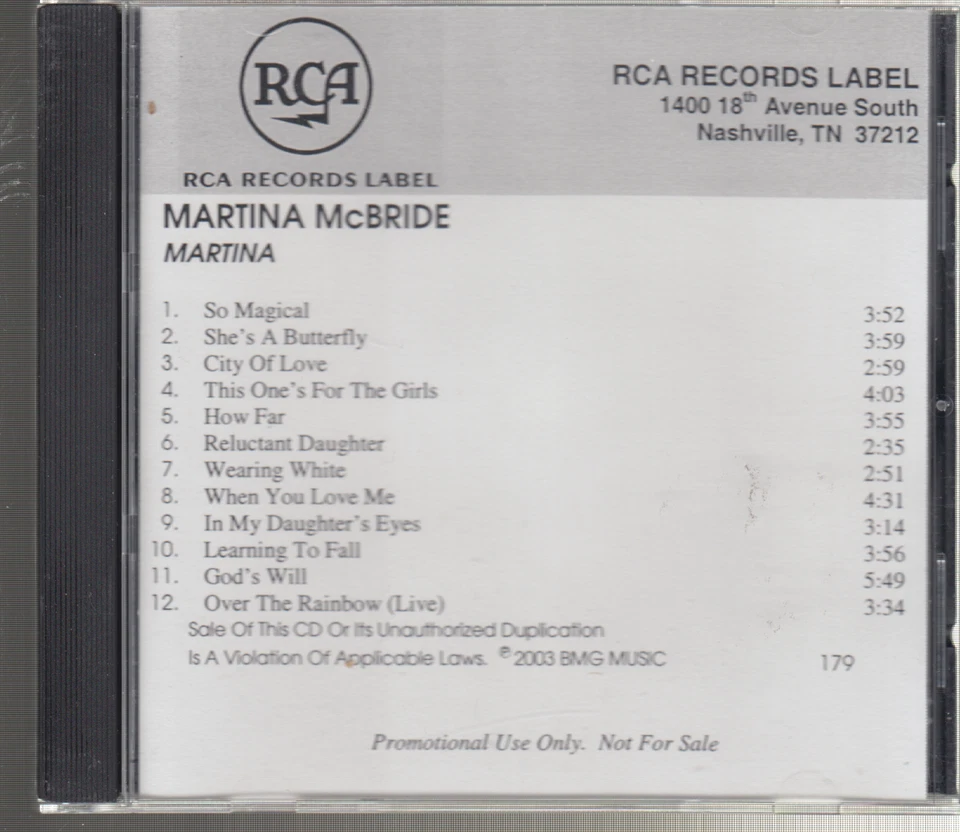 RCA
RCA RECORDS LABEL
RCA RECORDS LABEL
1400 18th Avenue South
Nashville, TN 37212
MARTINA McBRIDE
MARTINA
1. So Magical 3:52
2. She's A Butterfly 3:59
3. City Of Love 2:59
4. This One's For The Girls 4:03
5. How Far 3:55
6. Reluctant Daughter 2:35
7. Wearing White 2:51
8. When You Love Me 4:31
9. In My Daughter's Eyes 3:14
10. Learning To Fall 3:56
11. God's Will 5:49
12. Over The Rainbow (Live) 3:34
Sale Of This CD Or Its Unauthorized Duplication
Is A Violation Of Applicable Laws. ℗ 2003 BMG MUSIC 179
Promotional Use Only. Not For Sale